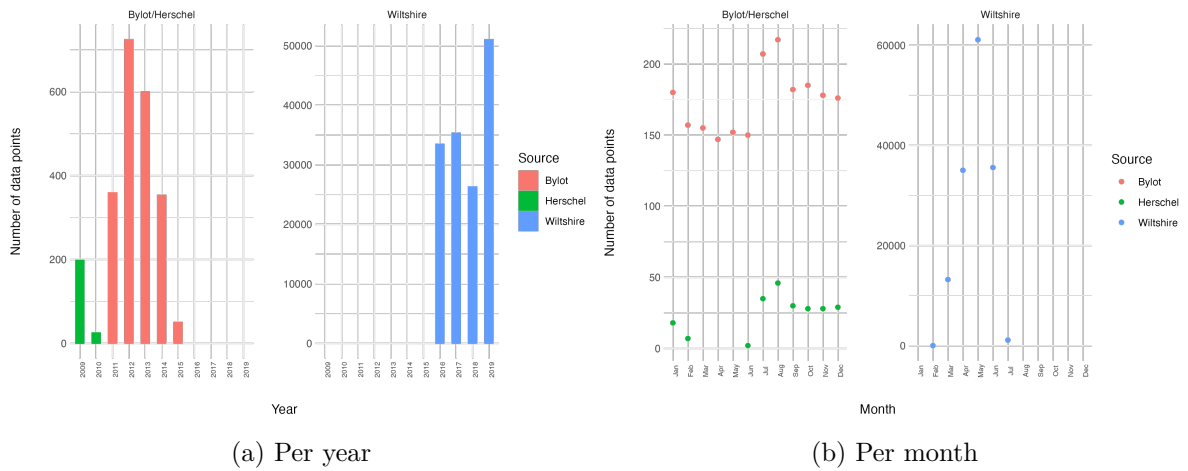 Bylot/Herschel
Wiltshire
Number of data points
600
400
200
0
2009
2010
2011
2012
2013
2014
2015
2016
2017
2018
2019
50000
40000
30000
20000
10000
0
2009
2010
2011
2012
2013
2014
2015
2016
2017
2018
2019
Year
Source
Bylot
Herschel
Wiltshire
(a) Per year
Bylot/Herschel
Wiltshire
Number of data points
200
150
100
50
0
Jan
Feb
Mar
Apr
May
Jun
Jul
Aug
Sep
Oct
Nov
Dec
60000
40000
20000
0
Jan
Feb
Mar
Apr
May
Jun
Jul
Aug
Sep
Oct
Nov
Dec
Month
Source
Bylot
Herschel
Wiltshire
(b) Per month